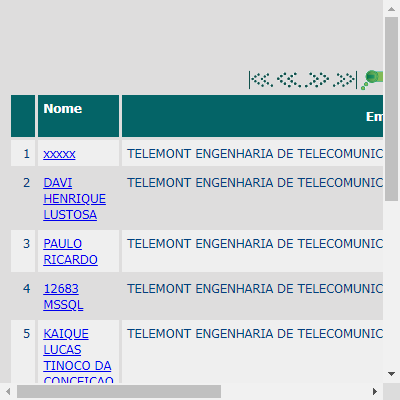 Nome
1 xxxxx TELEMONT ENGENHARIA DE TELECOMUNIC
2 DAVI TELEMONT ENGENHARIA DE TELECOMUNIC
HENRIQUE
LUSTOSA
3 PAULO TELEMONT ENGENHARIA DE TELECOMUNIC
RICARDO
4 12683 TELEMONT ENGENHARIA DE TELECOMUNIC
MSSQL
5 KAIQUE TELEMONT ENGENHARIA DE TELECOMUNIC
LUCAS
TINOCO DA
CONCEICAO